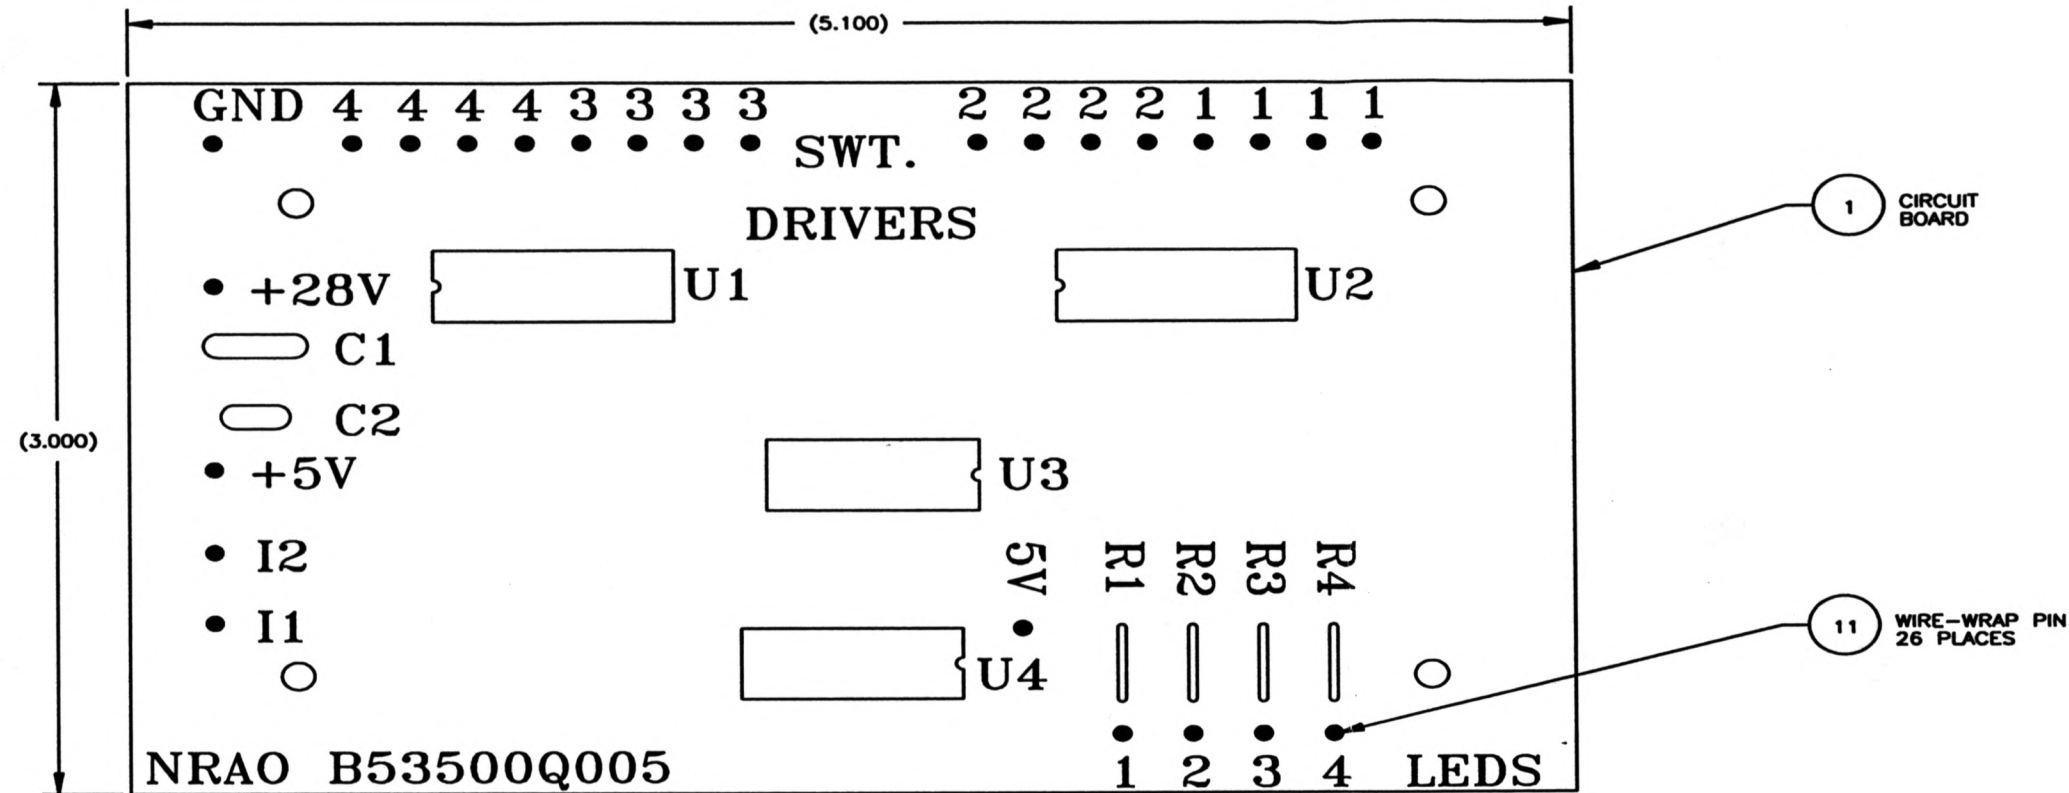 (5.100)
GND 4 4 4 4 3 3 3 3 2 2 2 2 1 1 1 1
SWT.
DRIVERS
1 CIRCUIT
BOARD
+28V U1 U2
C1
C2
(3.000)
+5V U3
I2 5V R1 R2 R3 R4
I1
11 WIRE-WRAP PIN
26 PLACES
U4
NRAO B53500Q005 1 2 3 4 LEDS